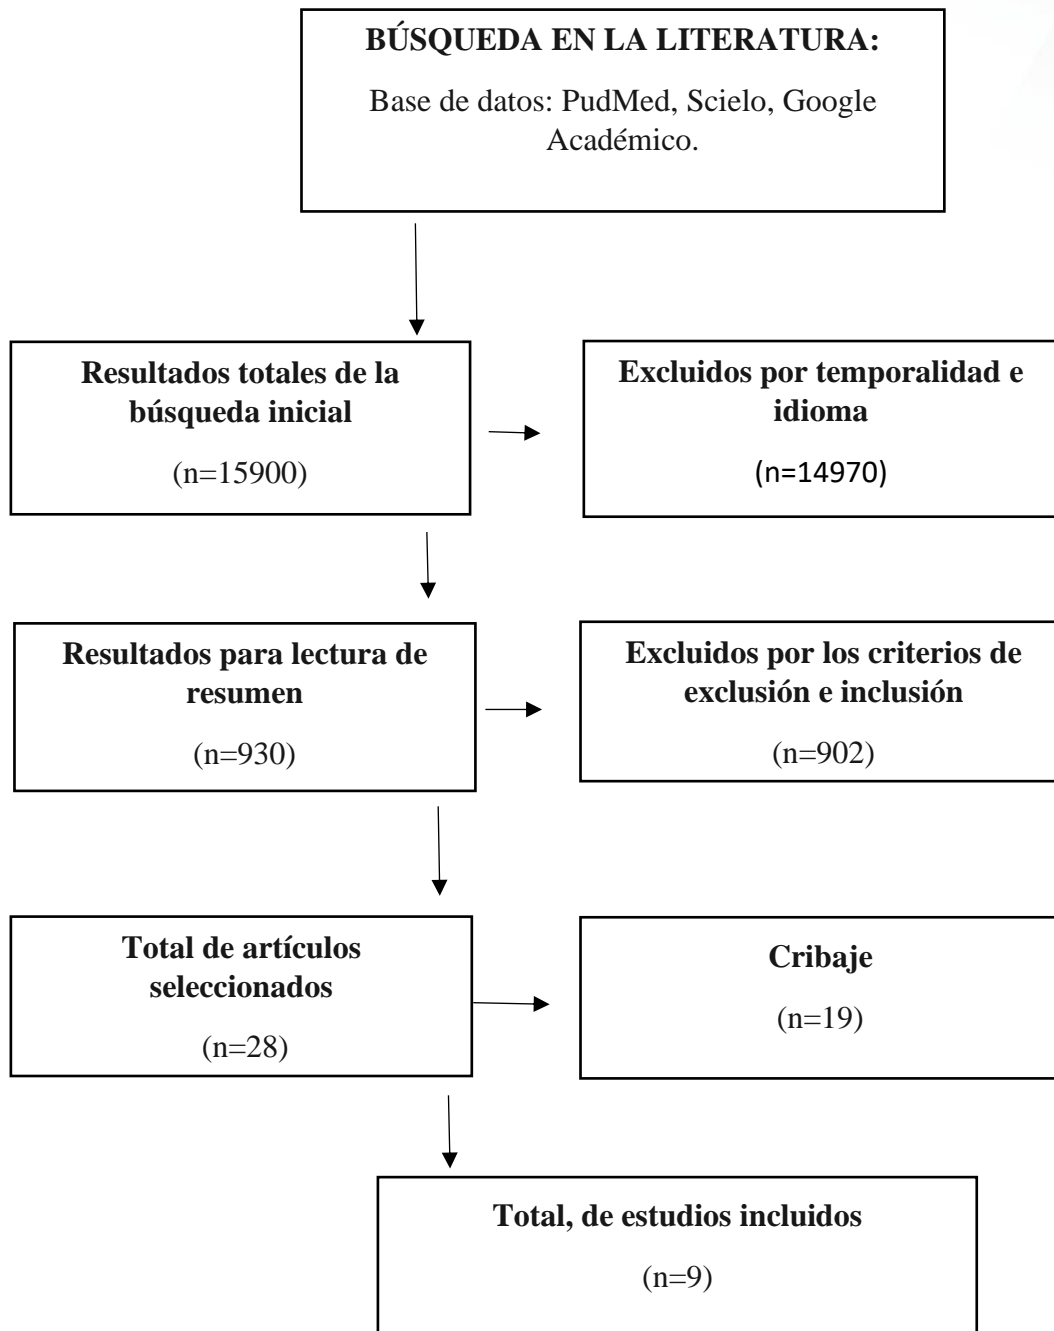 BÚSQUEDA EN LA LITERATURA:
Base de datos: PudMed, Scielo, Google
Académico.
Resultados totales de la
búsqueda inicial
(n=15900)
Excluidos por temporalidad e
idioma
(n=14970)
Resultados para lectura de
resumen
(n=930)
Excluidos por los criterios de
exclusión e inclusión
(n=902)
Total de artículos
seleccionados
(n=28)
Cribaje
(n=19)
Total, de estudios incluidos
(n=9)